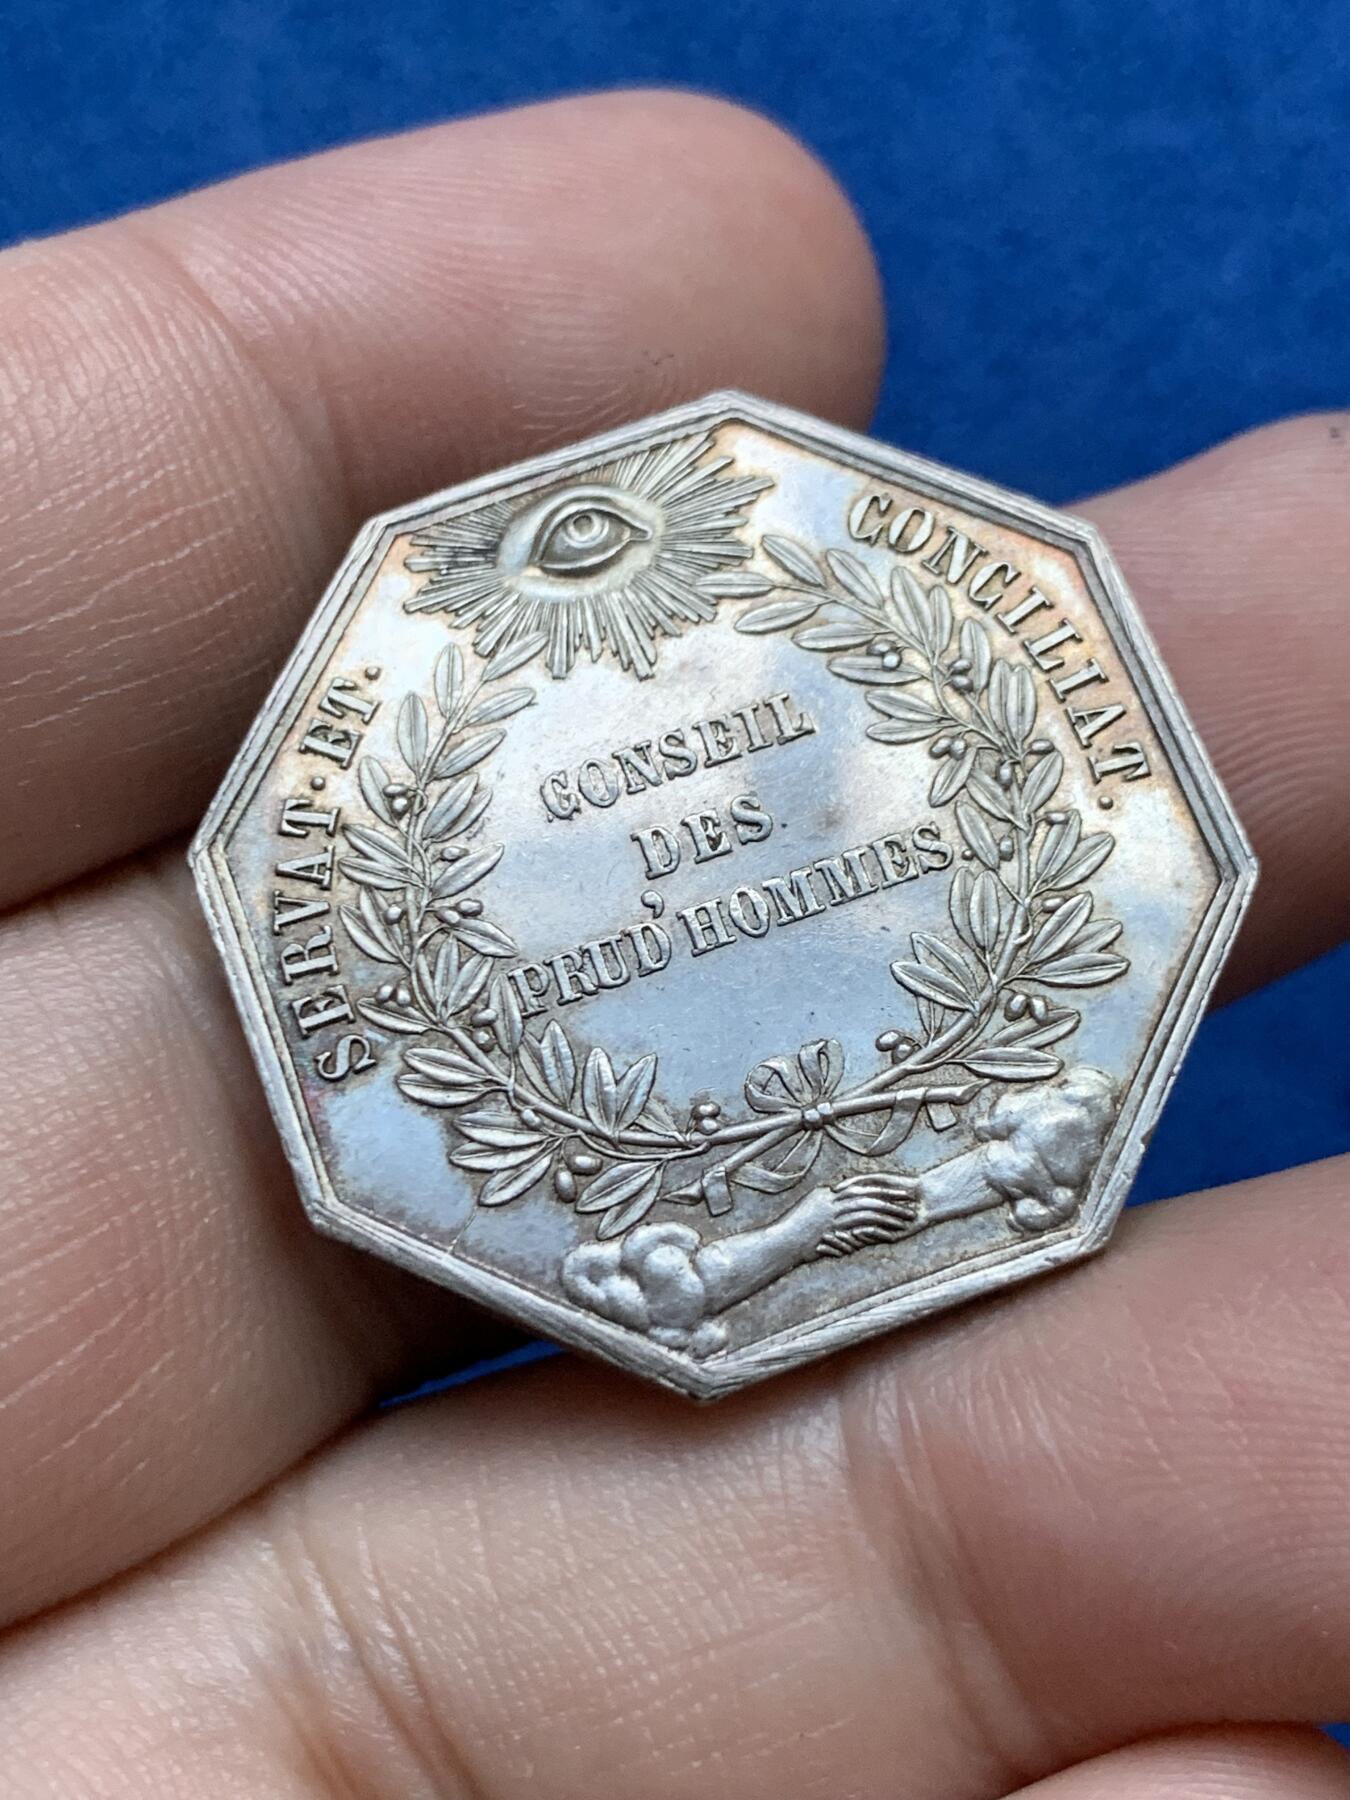 SERVAT · ET · CONCILIAT ·
CONSEIL
DES
PRUD'HOMMES